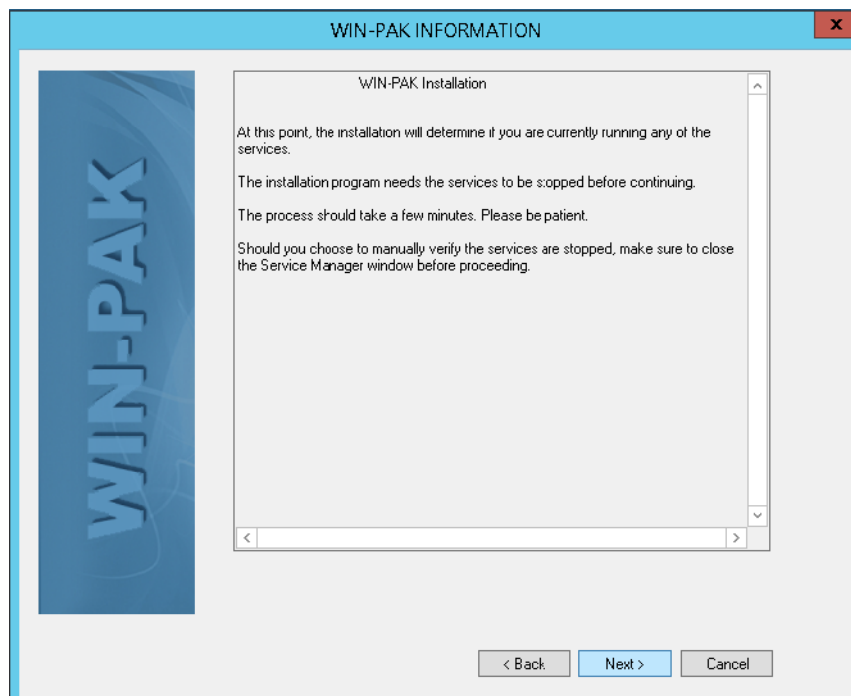 WIN-PAK INFORMATION
x
WIN-PAK
WIN-PAK Installation
At this point, the installation will determine if you are currently running any of the
services.
The installation program needs the services to be stopped before continuing.
The process should take a few minutes. Please be patient.
Should you choose to manually verify the services are stopped, make sure to close
the Service Manager window before proceeding.
< Back
Next >
Cancel